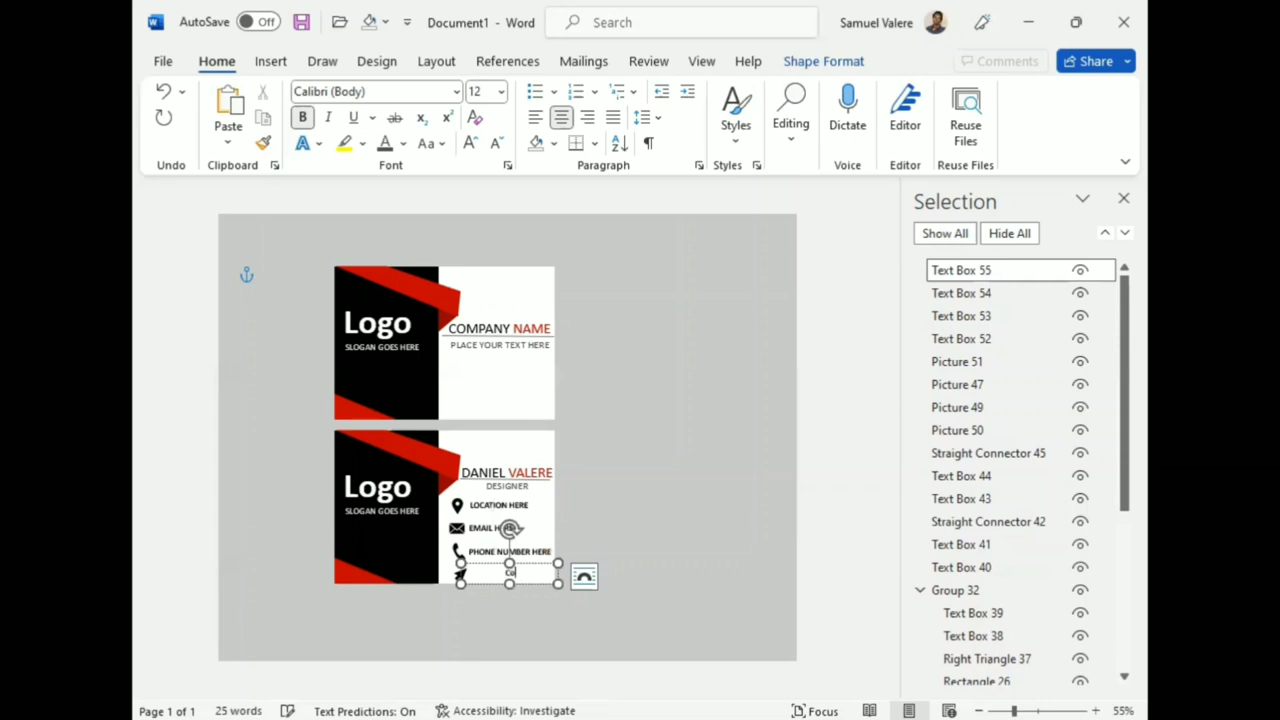 AutoSave Off Document1 - Word Search Samuel Valere
File Home Insert Draw Design Layout References Mailings Review View Help Shape Format Comments Share
Calibri (Body) 12
Paste Styles Editing Dictate Editor Reuse Files
Undo Clipboard Font Paragraph Styles Voice Editor Reuse Files
Selection
Show All Hide All
Text Box 55
Text Box 54
Text Box 53
Text Box 52
Picture 51
Picture 47
Picture 49
Picture 50
Straight Connector 45
Text Box 44
Text Box 43
Straight Connector 42
Text Box 41
Text Box 40
Group 32
Text Box 39
Text Box 38
Right Triangle 37
Rectangle 26
Logo
SLOGAN GOES HERE
COMPANY NAME
PLACE YOUR TEXT HERE
Logo
SLOGAN GOES HERE
DANIEL VALERE
DESIGNER
LOCATION HERE
EMAIL
PHONE NUMBER HERE
Co
Page 1 of 1 25 words Text Predictions: On Accessibility: Investigate Focus 55%